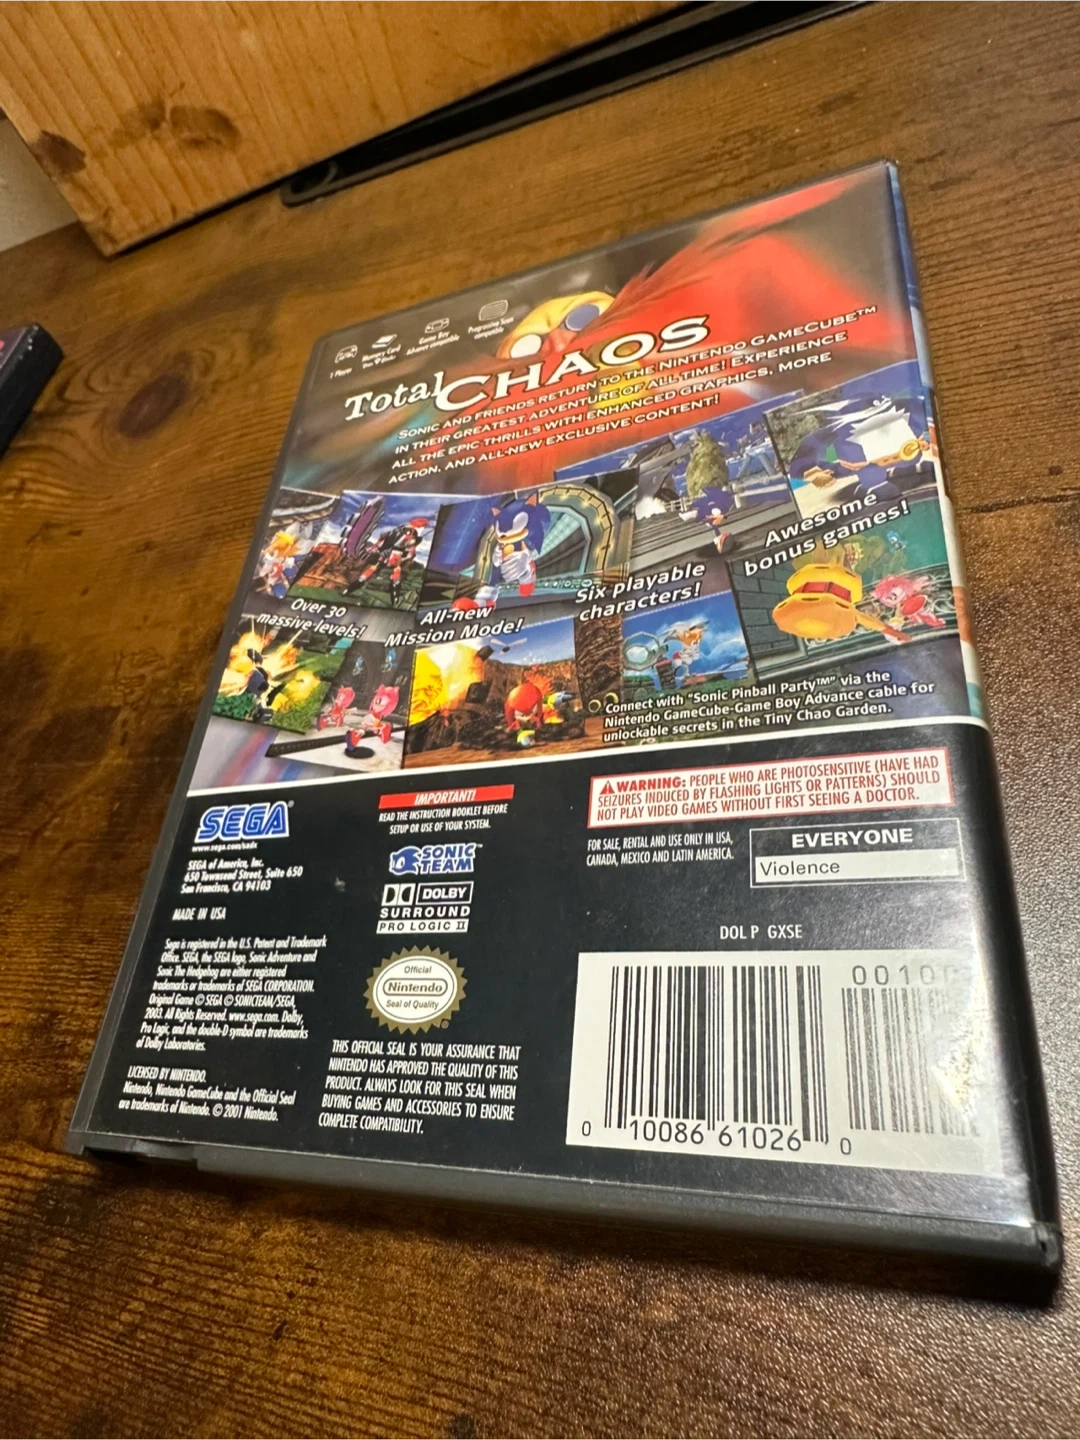 1 Player
Memory Card
Game Boy
Advance compatible
Progressive Scan
compatible
Total CHAOS
SONIC AND FRIENDS RETURN TO THE NINTENDO GAMECUBE™
IN THEIR GREATEST ADVENTURE OF ALL TIME! EXPERIENCE
ALL THE EPIC THRILLS WITH ENHANCED GRAPHICS, MORE
ACTION, AND ALL-NEW EXCLUSIVE CONTENT!
Over 30
massive levels!
All-new
Mission Mode!
Six playable
characters!
Awesome
bonus games!
Connect with "Sonic Pinball Party™" via the
Nintendo GameCube-Game Boy Advance cable for
unlockable secrets in the Tiny Chao Garden.
SEGA®
www.sega.com/sadx
SEGA of America, Inc.
650 Townsend Street, Suite 650
San Francisco, CA 94103
MADE IN USA
Sega is registered in the U.S. Patent and Trademark
Office. SEGA, the SEGA logo, Sonic Adventure and
Sonic The Hedgehog are either registered
trademarks or trademarks of SEGA CORPORATION.
Original Game © SEGA © SONICTEAM/SEGA,
2003. All Rights Reserved. www.sega.com. Dolby,
Pro Logic, and the double-D symbol are trademarks
of Dolby Laboratories.
LICENSED BY NINTENDO.
Nintendo, Nintendo GameCube and the Official Seal
are trademarks of Nintendo. © 2001 Nintendo.
IMPORTANT!
READ THE INSTRUCTION BOOKLET BEFORE
SETUP OR USE OF YOUR SYSTEM.
SONIC
TEAM™
DOLBY
SURROUND
PRO LOGIC II
Official
Nintendo
Seal of Quality
®
THIS OFFICIAL SEAL IS YOUR ASSURANCE THAT
NINTENDO HAS APPROVED THE QUALITY OF THIS
PRODUCT. ALWAYS LOOK FOR THIS SEAL WHEN
BUYING GAMES AND ACCESSORIES TO ENSURE
COMPLETE COMPATIBILITY.
WARNING: PEOPLE WHO ARE PHOTOSENSITIVE (HAVE HAD
SEIZURES INDUCED BY FLASHING LIGHTS OR PATTERNS) SHOULD
NOT PLAY VIDEO GAMES WITHOUT FIRST SEEING A DOCTOR.
FOR SALE, RENTAL AND USE ONLY IN USA,
CANADA, MEXICO AND LATIN AMERICA.
EVERYONE
Violence
DOL P GXSE
0010
0 10086 61026 0